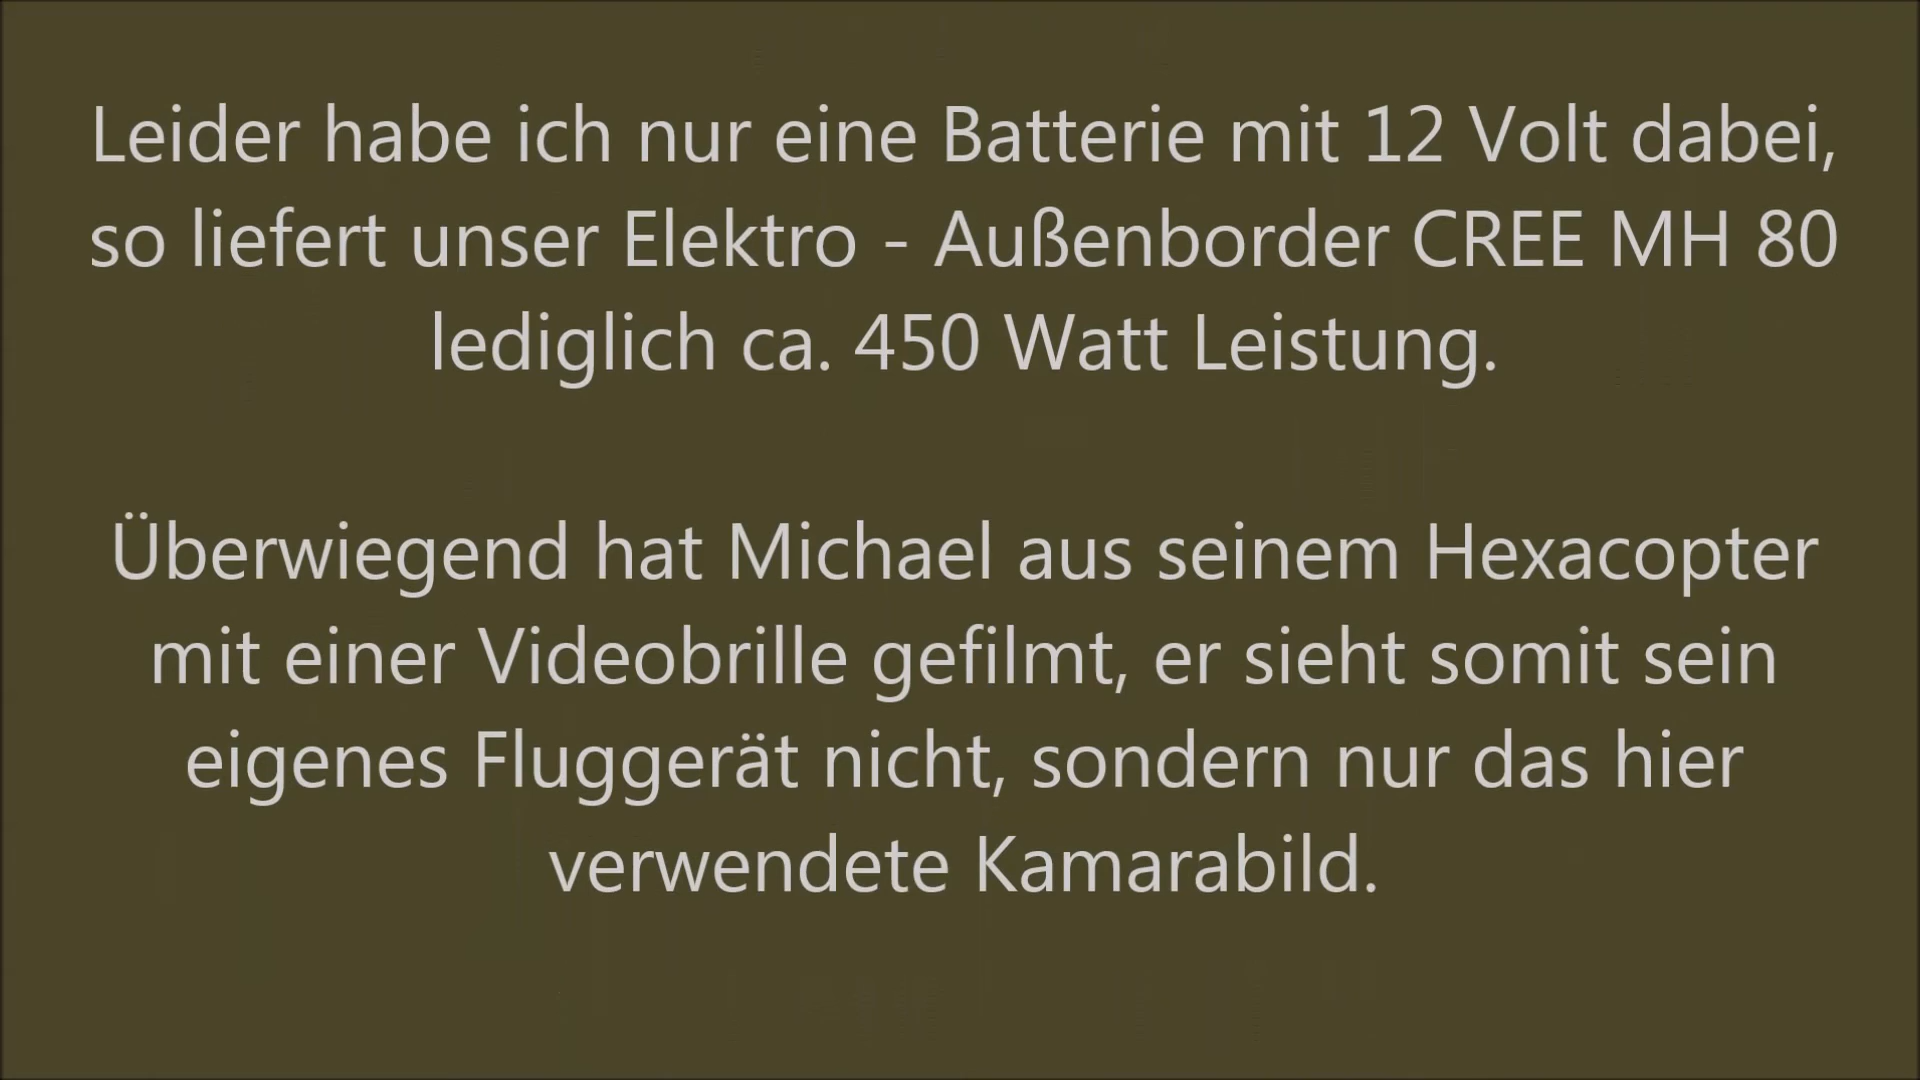 Leider habe ich nur eine Batterie mit 12 Volt dabei,
so liefert unser Elektro - Außenborder CREE MH 80
lediglich ca. 450 Watt Leistung.
Überwiegend hat Michael aus seinem Hexacopter
mit einer Videobrille gefilmt, er sieht somit sein
eigenes Fluggerät nicht, sondern nur das hier
verwendete Kamarabild.